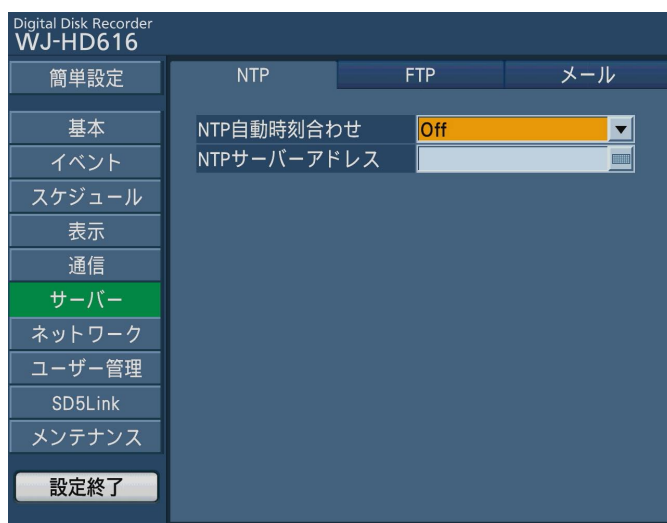 Digital Disk Recorder
WJ-HD616
簡単設定
基本
イベント
スケジュール
表示
通信
サーバー
ネットワーク
ユーザー管理
SD5Link
メンテナンス
設定終了
NTP FTP メール
NTP自動時刻合わせ Off
NTPサーバーアドレス